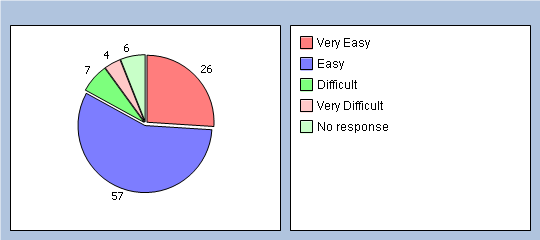 6
4
7
26
57
Very Easy
Easy
Difficult
Very Difficult
No response